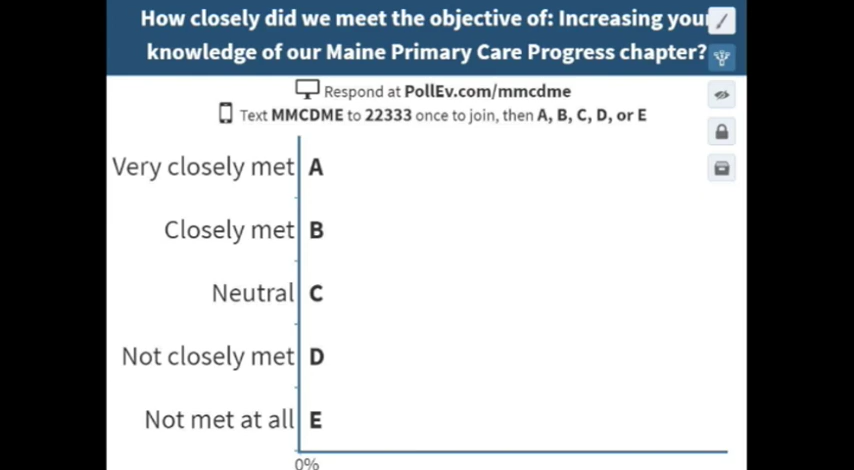 How closely did we meet the objective of: Increasing your
knowledge of our Maine Primary Care Progress chapter?
Respond at PollEv.com/mmcdme
Text MMCDME to 22333 once to join, then A, B, C, D, or E
Very closely met A
Closely met B
Neutral C
Not closely met D
Not met at all E
0%